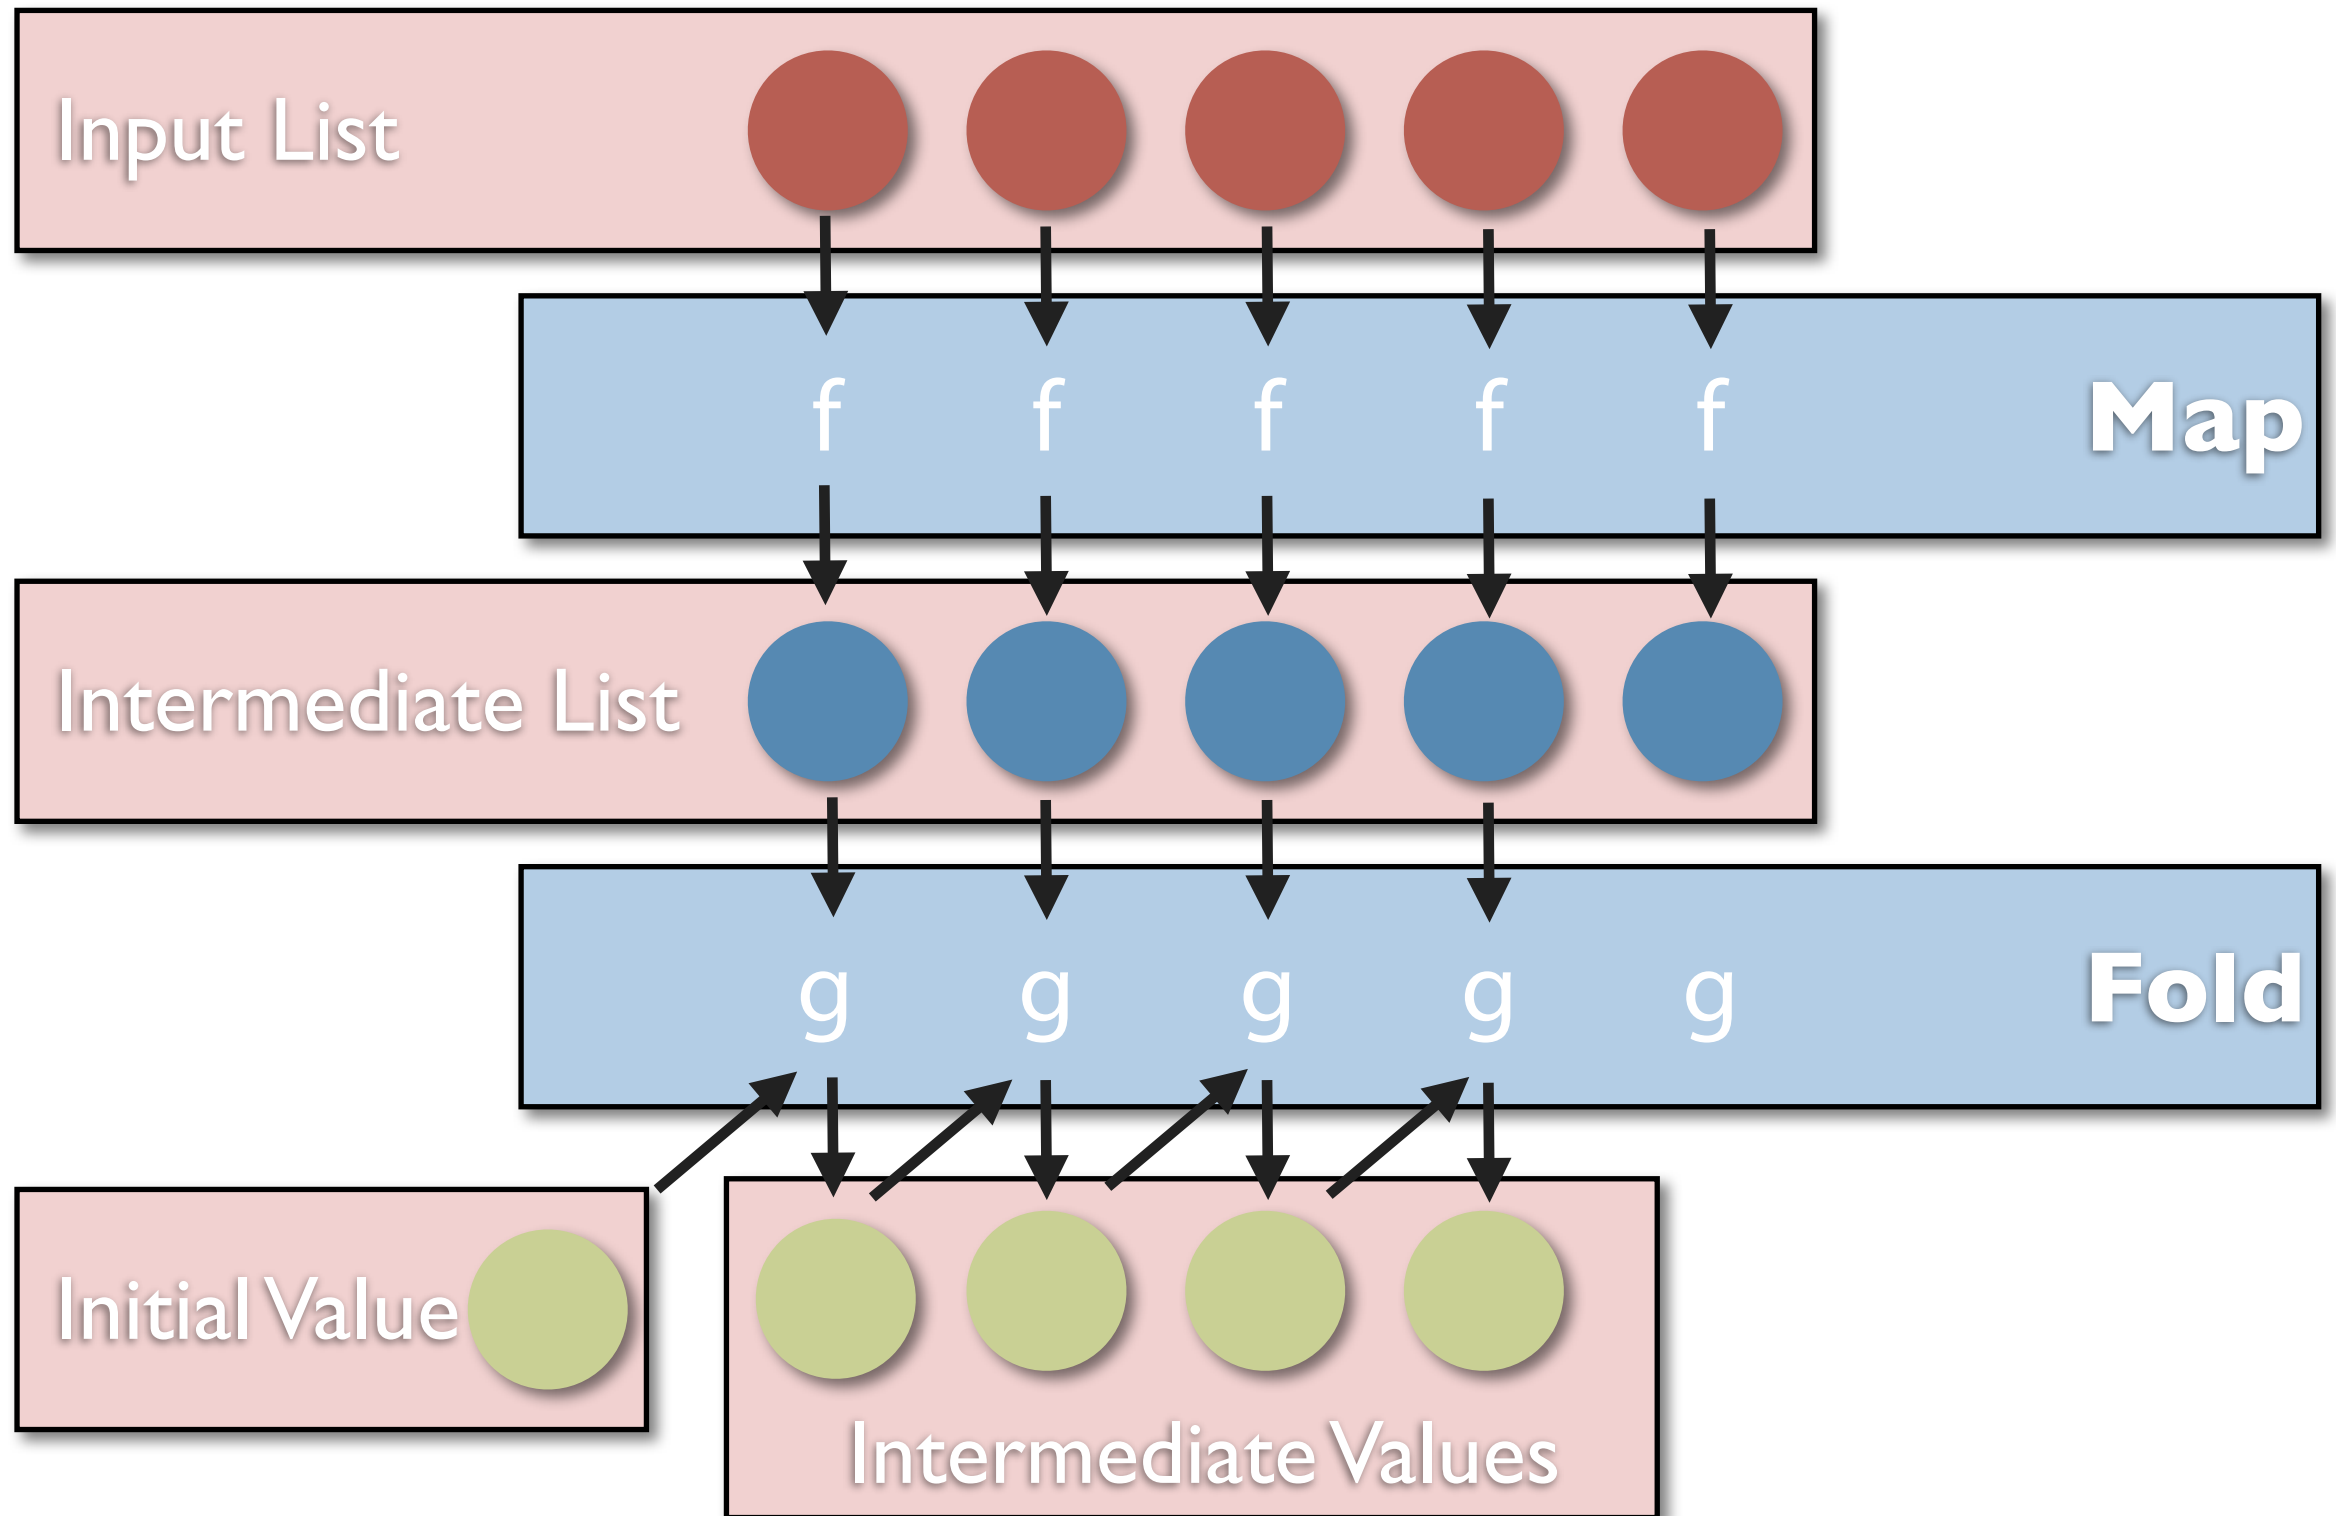 Input List
f f f f f Map
Intermediate List
g g g g g Fold
Initial Value
Intermediate Values